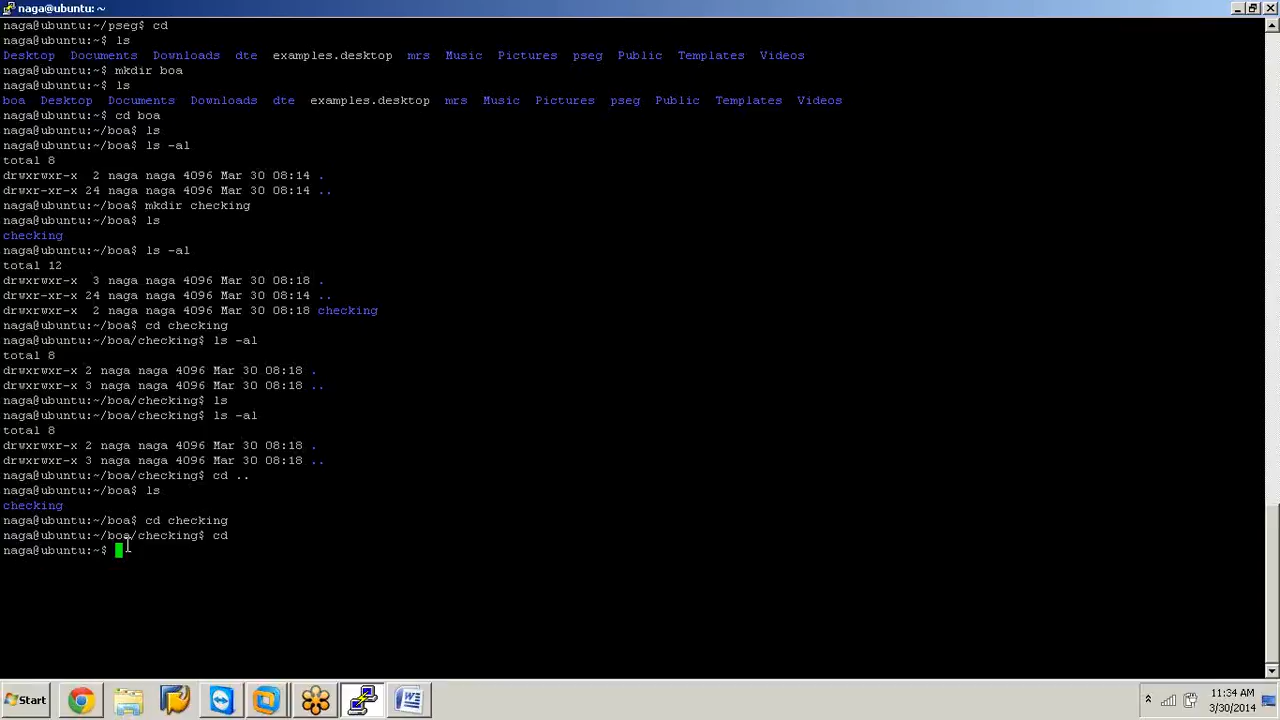 naga@ubuntu: ~
naga@ubuntu:~/pseg$ cd
naga@ubuntu:~$ ls
Desktop Documents Downloads dte examples.desktop mrs Music Pictures pseg Public Templates Videos
naga@ubuntu:~$ mkdir boa
naga@ubuntu:~$ ls
boa Desktop Documents Downloads dte examples.desktop mrs Music Pictures pseg Public Templates Videos
naga@ubuntu:~$ cd boa
naga@ubuntu:~/boa$ ls
naga@ubuntu:~/boa$ ls -al
total 8
drwxrwxr-x  2 naga naga 4096 Mar 30 08:14 .
drwxr-xr-x 24 naga naga 4096 Mar 30 08:14 ..
naga@ubuntu:~/boa$ mkdir checking
naga@ubuntu:~/boa$ ls
checking
naga@ubuntu:~/boa$ ls -al
total 12
drwxrwxr-x  3 naga naga 4096 Mar 30 08:18 .
drwxr-xr-x 24 naga naga 4096 Mar 30 08:14 ..
drwxrwxr-x  2 naga naga 4096 Mar 30 08:18 checking
naga@ubuntu:~/boa$ cd checking
naga@ubuntu:~/boa/checking$ ls -al
total 8
drwxrwxr-x 2 naga naga 4096 Mar 30 08:18 .
drwxrwxr-x 3 naga naga 4096 Mar 30 08:18 ..
naga@ubuntu:~/boa/checking$ ls
naga@ubuntu:~/boa/checking$ ls -al
total 8
drwxrwxr-x 2 naga naga 4096 Mar 30 08:18 .
drwxrwxr-x 3 naga naga 4096 Mar 30 08:18 ..
naga@ubuntu:~/boa/checking$ cd ..
naga@ubuntu:~/boa$ ls
checking
naga@ubuntu:~/boa$ cd checking
naga@ubuntu:~/boa/checking$ cd
naga@ubuntu:~$
Start
11:34 AM
3/30/2014